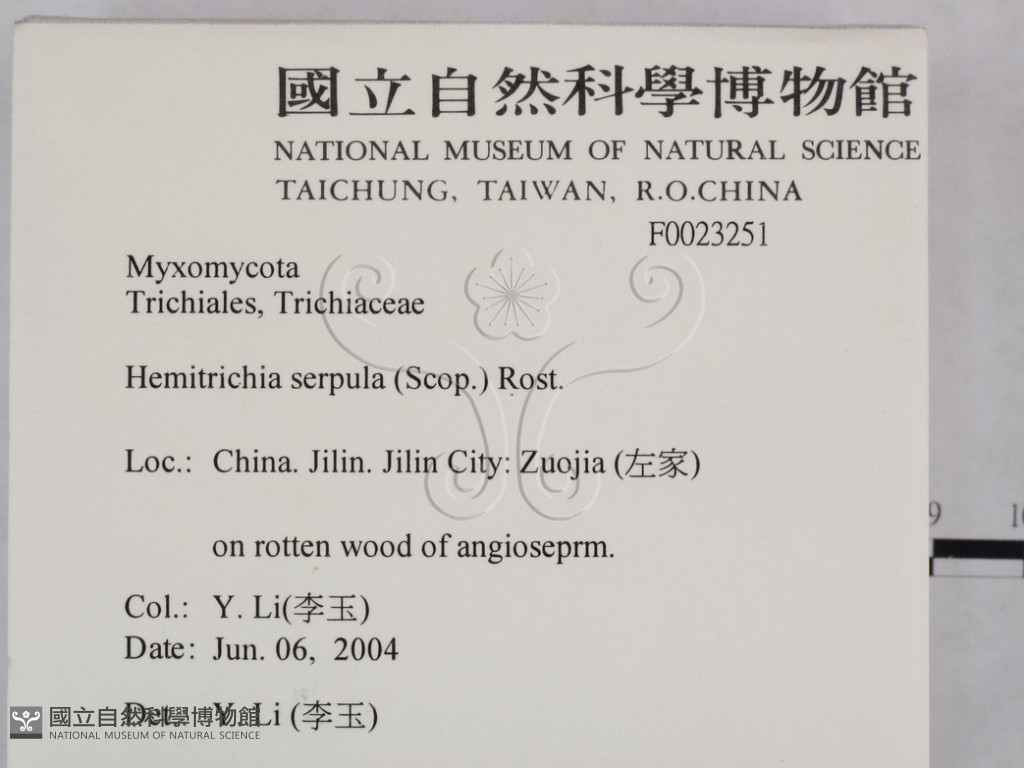 國立自然科學博物館
NATIONAL MUSEUM OF NATURAL SCIENCE
TAICHUNG, TAIWAN, R.O.CHINA
F0023251
Myxomycota
Trichiales, Trichiaceae
Hemitrichia serpula (Scop.) Rost.
Loc.: China. Jilin. Jilin City: Zuojia (左家)
on rotten wood of angioseprm.
Col.: Y. Li(李玉)
Date: Jun. 06, 2004
Det.: Y. Li (李玉)
國立自然科學博物館
NATIONAL MUSEUM OF NATURAL SCIENCE
9